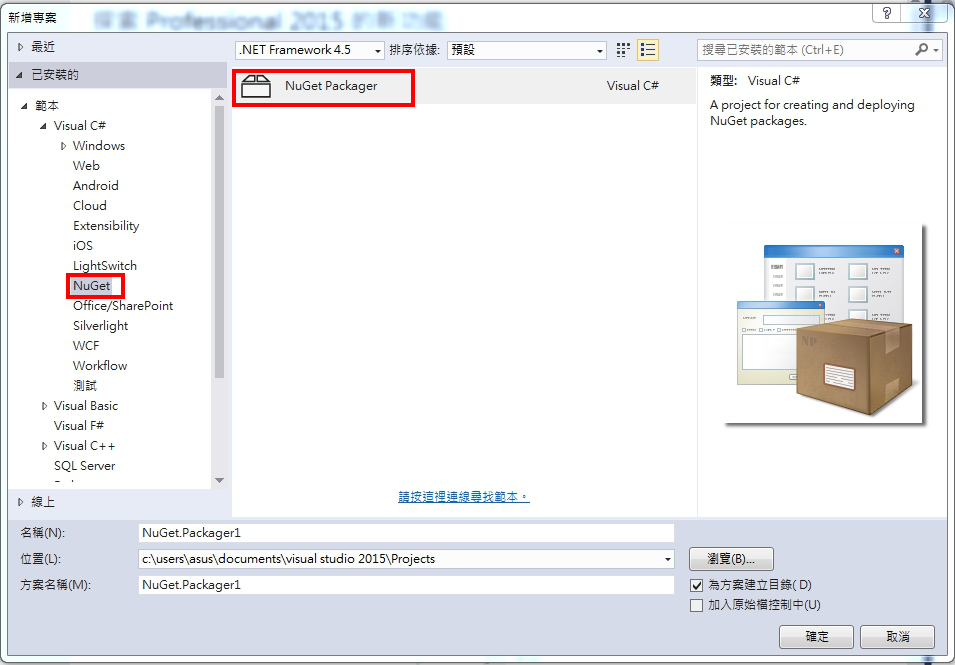 探索 Professional 2015 的新功能
新增專案
?
最近
.NET Framework 4.5
排序依據:
預設
搜尋已安裝的範本 (Ctrl+E)
已安裝的
NuGet Packager
Visual C#
類型: Visual C#
A project for creating and deploying
NuGet packages.
範本
Visual C#
Windows
Web
Android
Cloud
Extensibility
iOS
LightSwitch
NuGet
Office/SharePoint
Silverlight
WCF
Workflow
測試
Visual Basic
Visual F#
Visual C++
SQL Server
請按這裡連線尋找範本。
線上
名稱(N):
NuGet.Packager1
位置(L):
c:\users\asus\documents\visual studio 2015\Projects
瀏覽(B)...
方案名稱(M):
NuGet.Packager1
為方案建立目錄( D)
加入原始檔控制中(U)
確定
取消